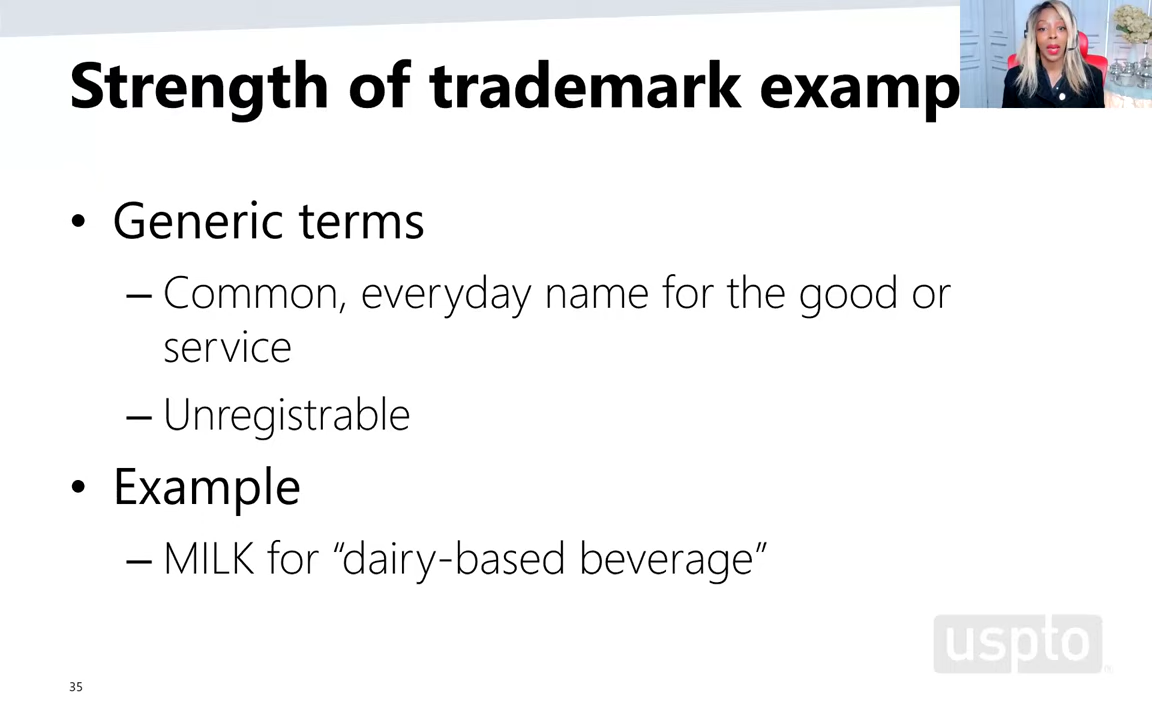 Strength of trademark examp
• Generic terms
– Common, everyday name for the good or
service
– Unregistrable
• Example
– MILK for “dairy-based beverage”
uspto
35